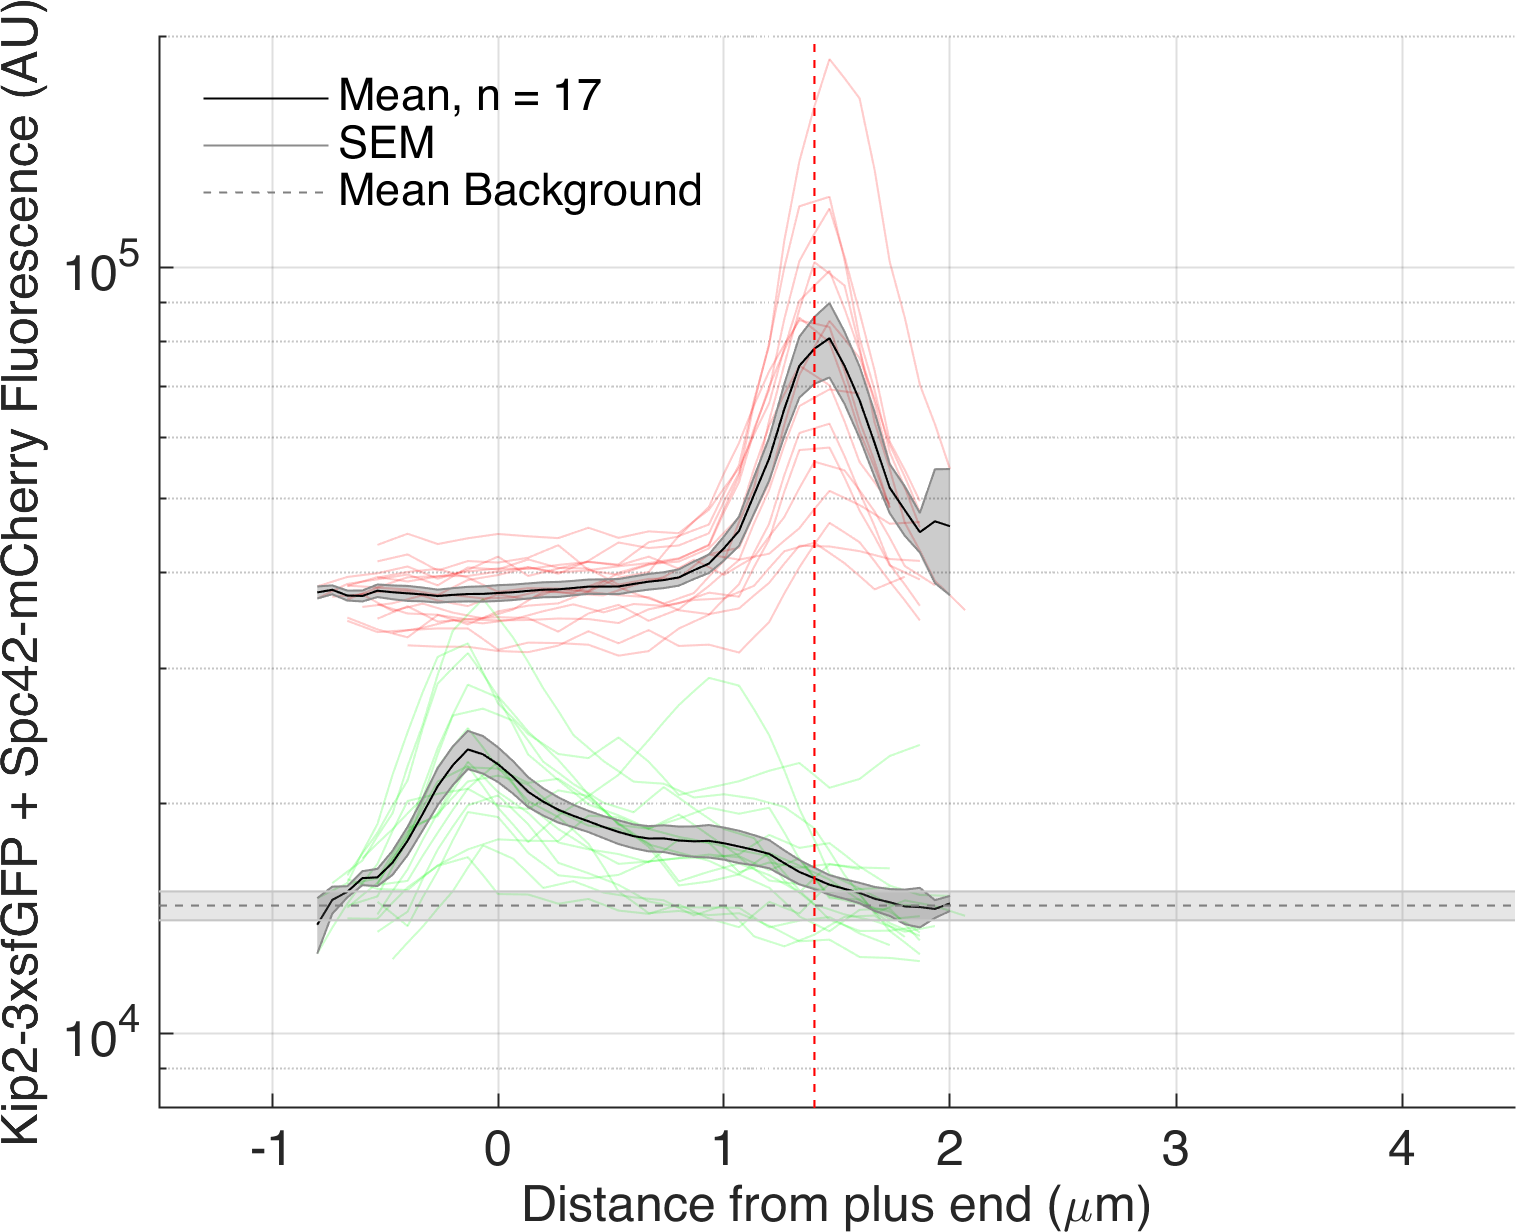 Kip2-3xsfGFP + Spc42-mCherry Fluorescence (AU)
Mean, n = 17
SEM
Mean Background
10^5
10^4
-1 0 1 2 3 4
Distance from plus end (μm)